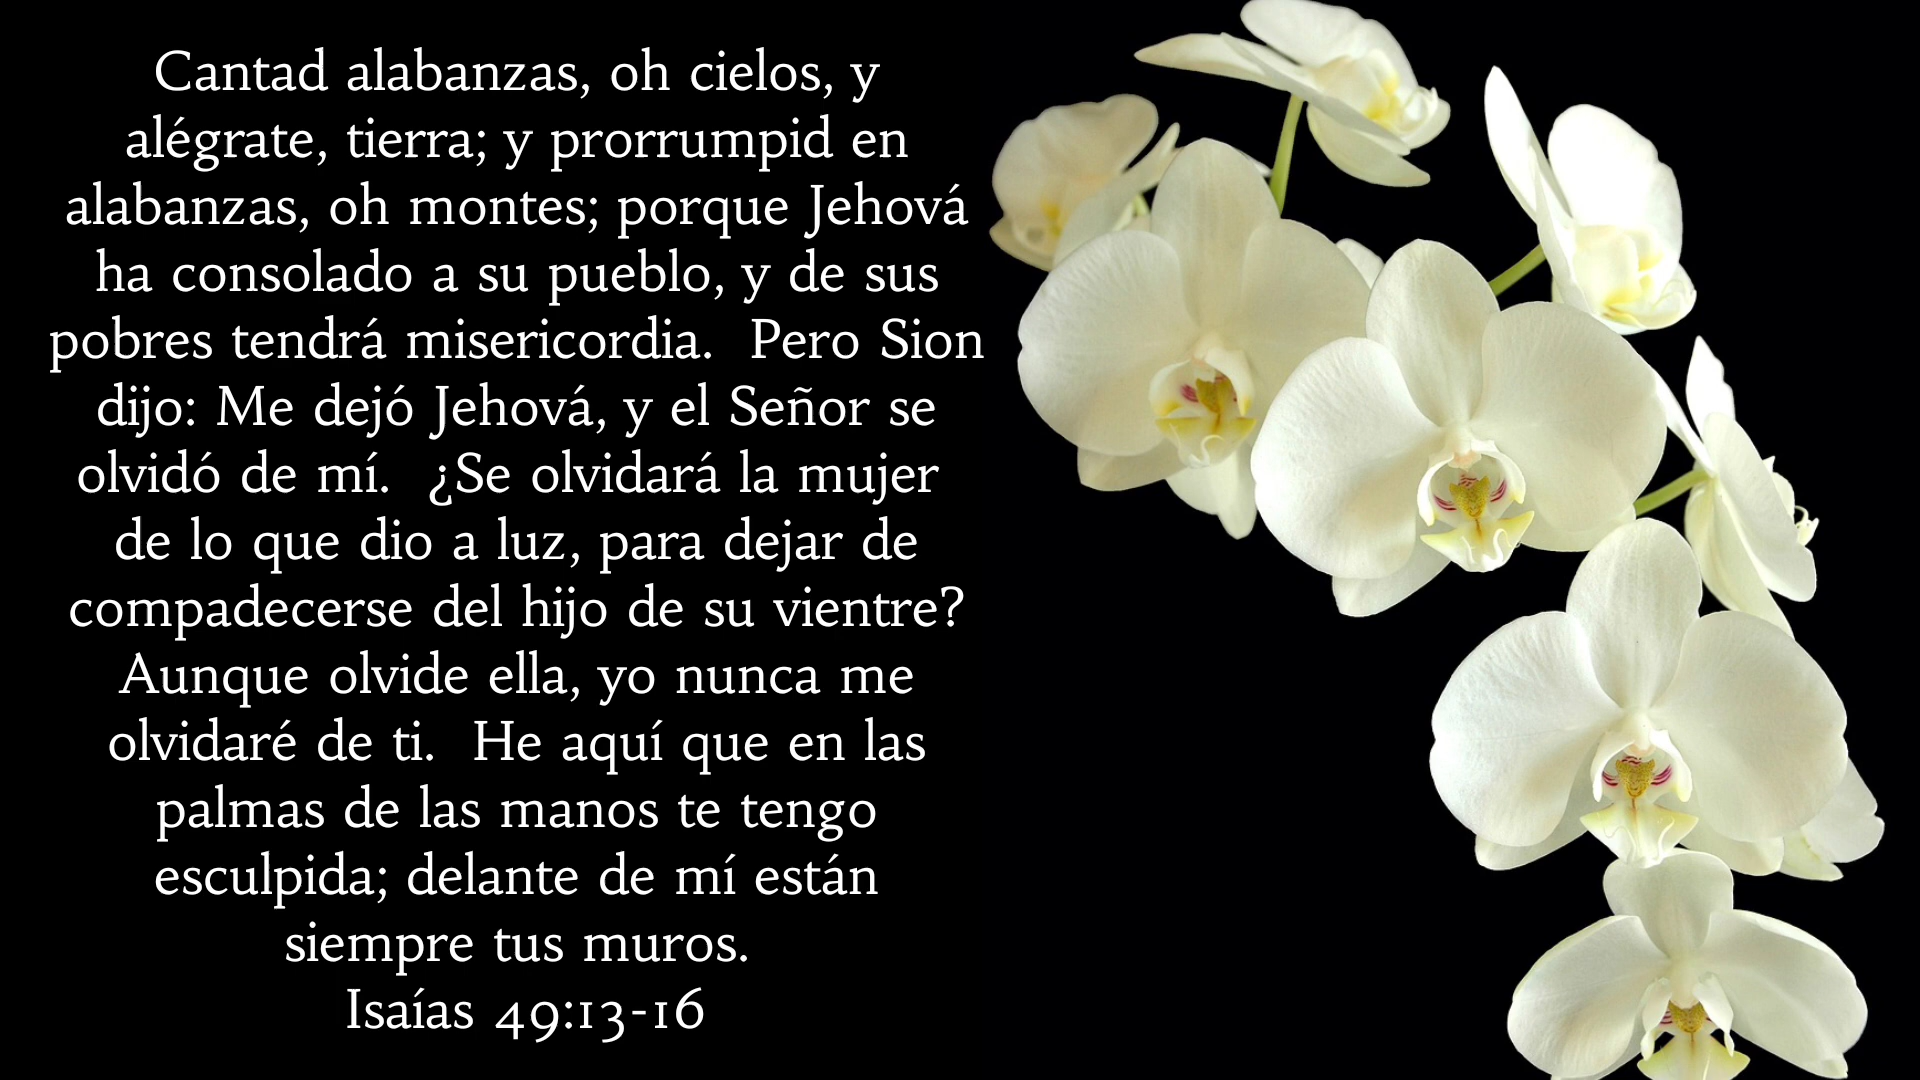 Cantad alabanzas, oh cielos, y
alégrate, tierra; y prorrumpid en
alabanzas, oh montes; porque Jehová
ha consolado a su pueblo, y de sus
pobres tendrá misericordia.  Pero Sion
dijo: Me dejó Jehová, y el Señor se
olvidó de mí.  ¿Se olvidará la mujer
de lo que dio a luz, para dejar de
compadecerse del hijo de su vientre?
Aunque olvide ella, yo nunca me
olvidaré de ti.  He aquí que en las
palmas de las manos te tengo
esculpida; delante de mí están
siempre tus muros.
Isaías 49:13-16